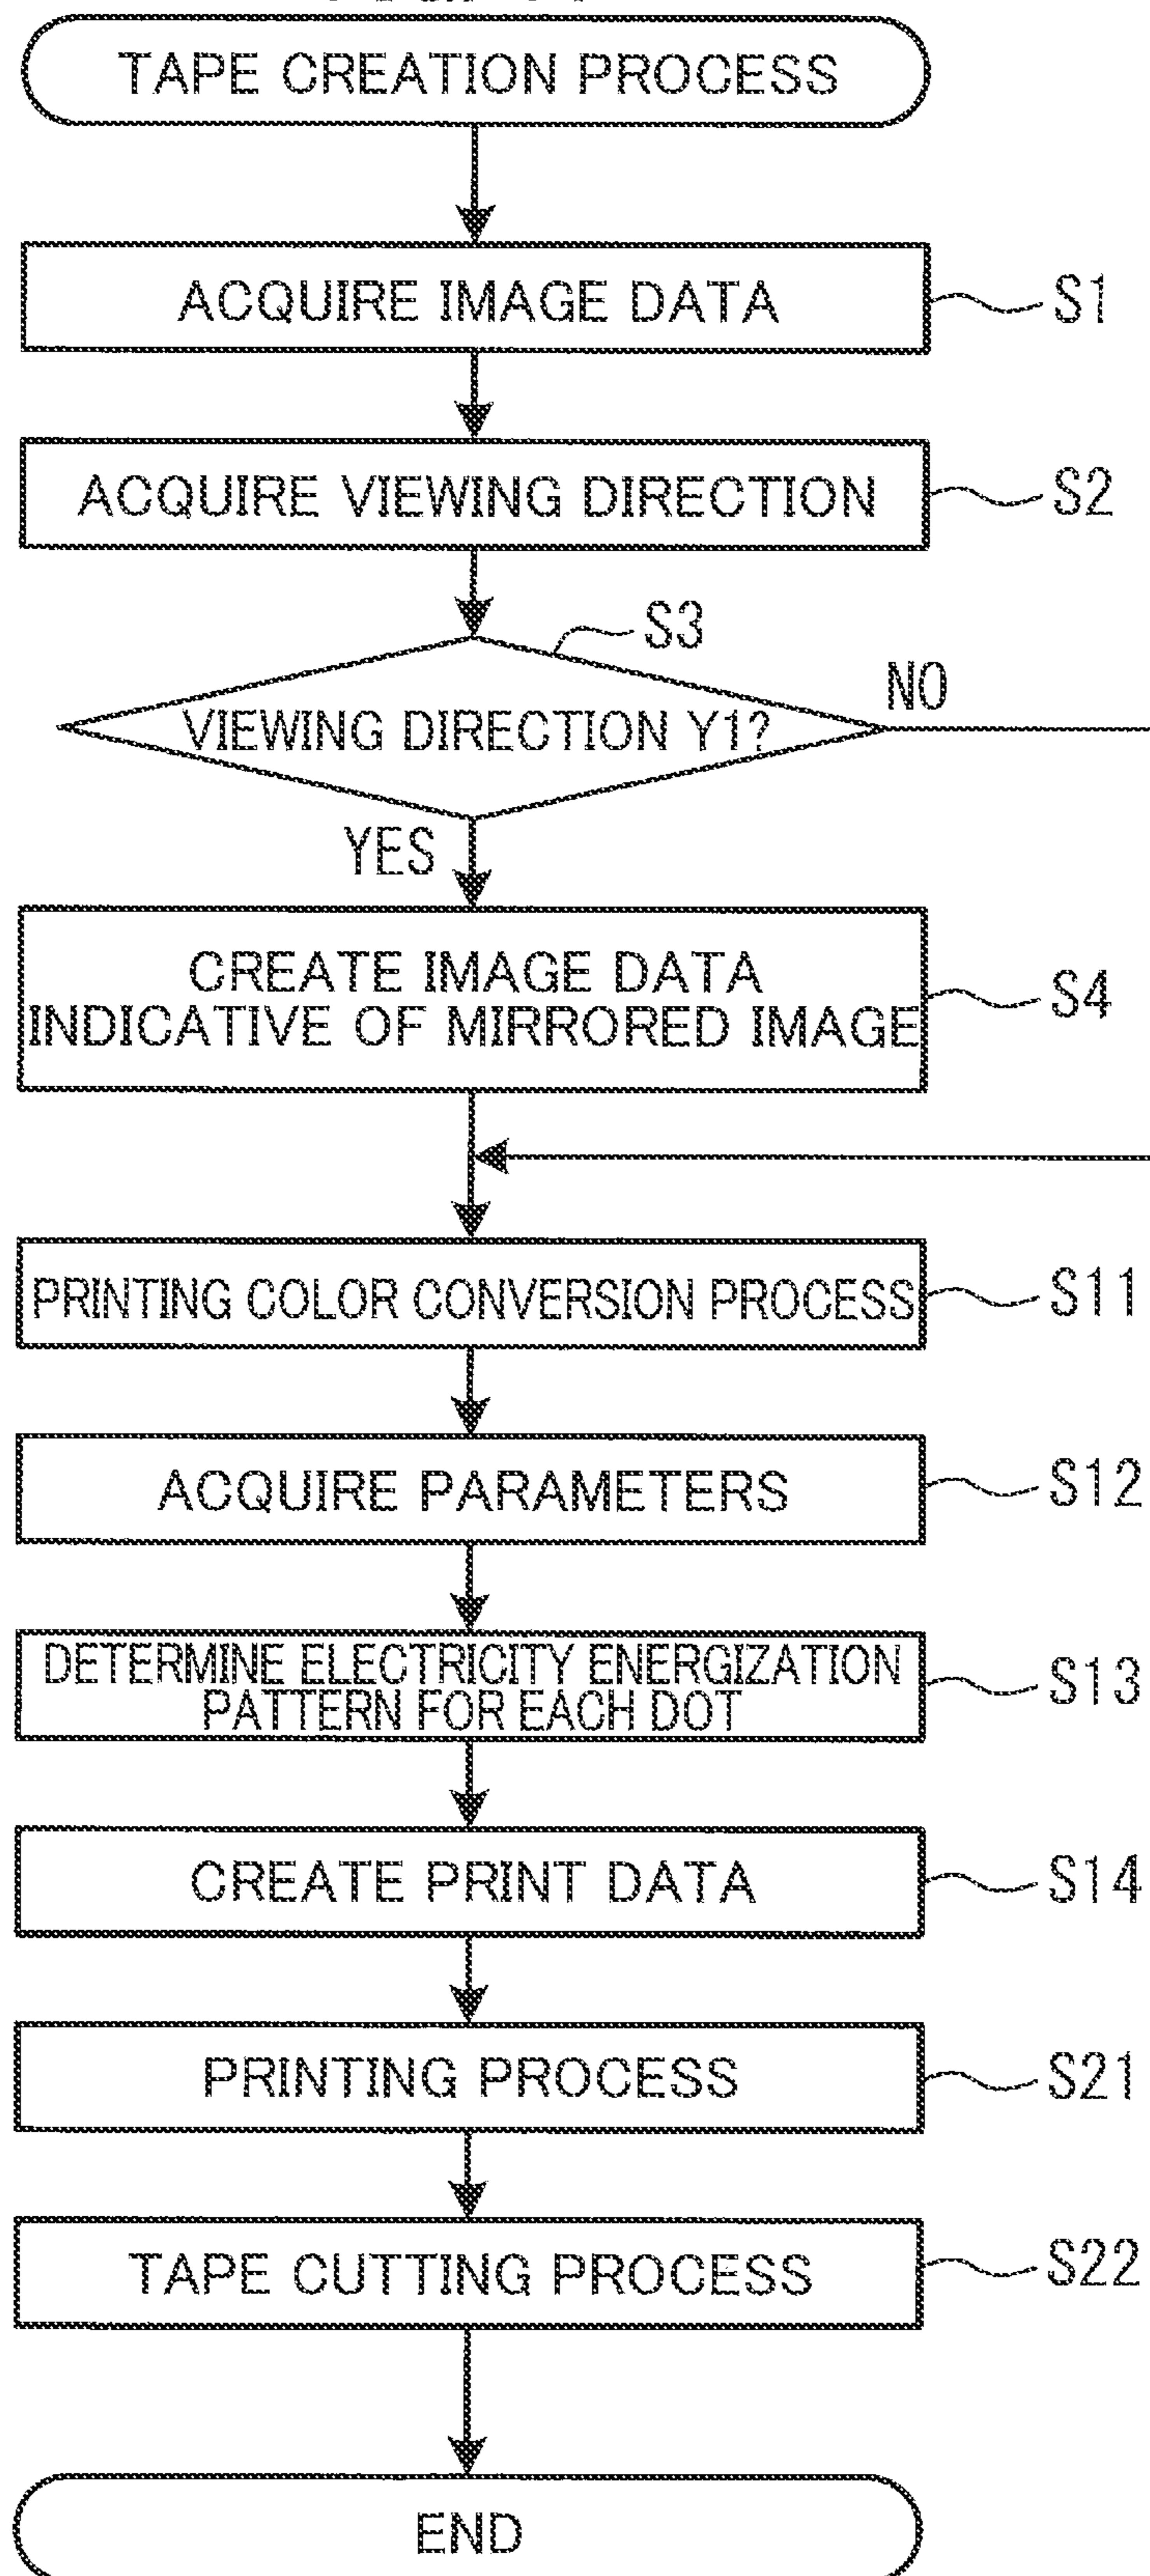 TAPE CREATION PROCESS
ACQUIRE IMAGE DATA
S1
ACQUIRE VIEWING DIRECTION
S2
S3
NO
VIEWING DIRECTION Y1?
YES
CREATE IMAGE DATA
INDICATIVE OF MIRRORED IMAGE
S4
PRINTING COLOR CONVERSION PROCESS
S11
ACQUIRE PARAMETERS
S12
DETERMINE ELECTRICITY ENERGIZATION
PATTERN FOR EACH DOT
S13
CREATE PRINT DATA
S14
PRINTING PROCESS
S21
TAPE CUTTING PROCESS
S22
END